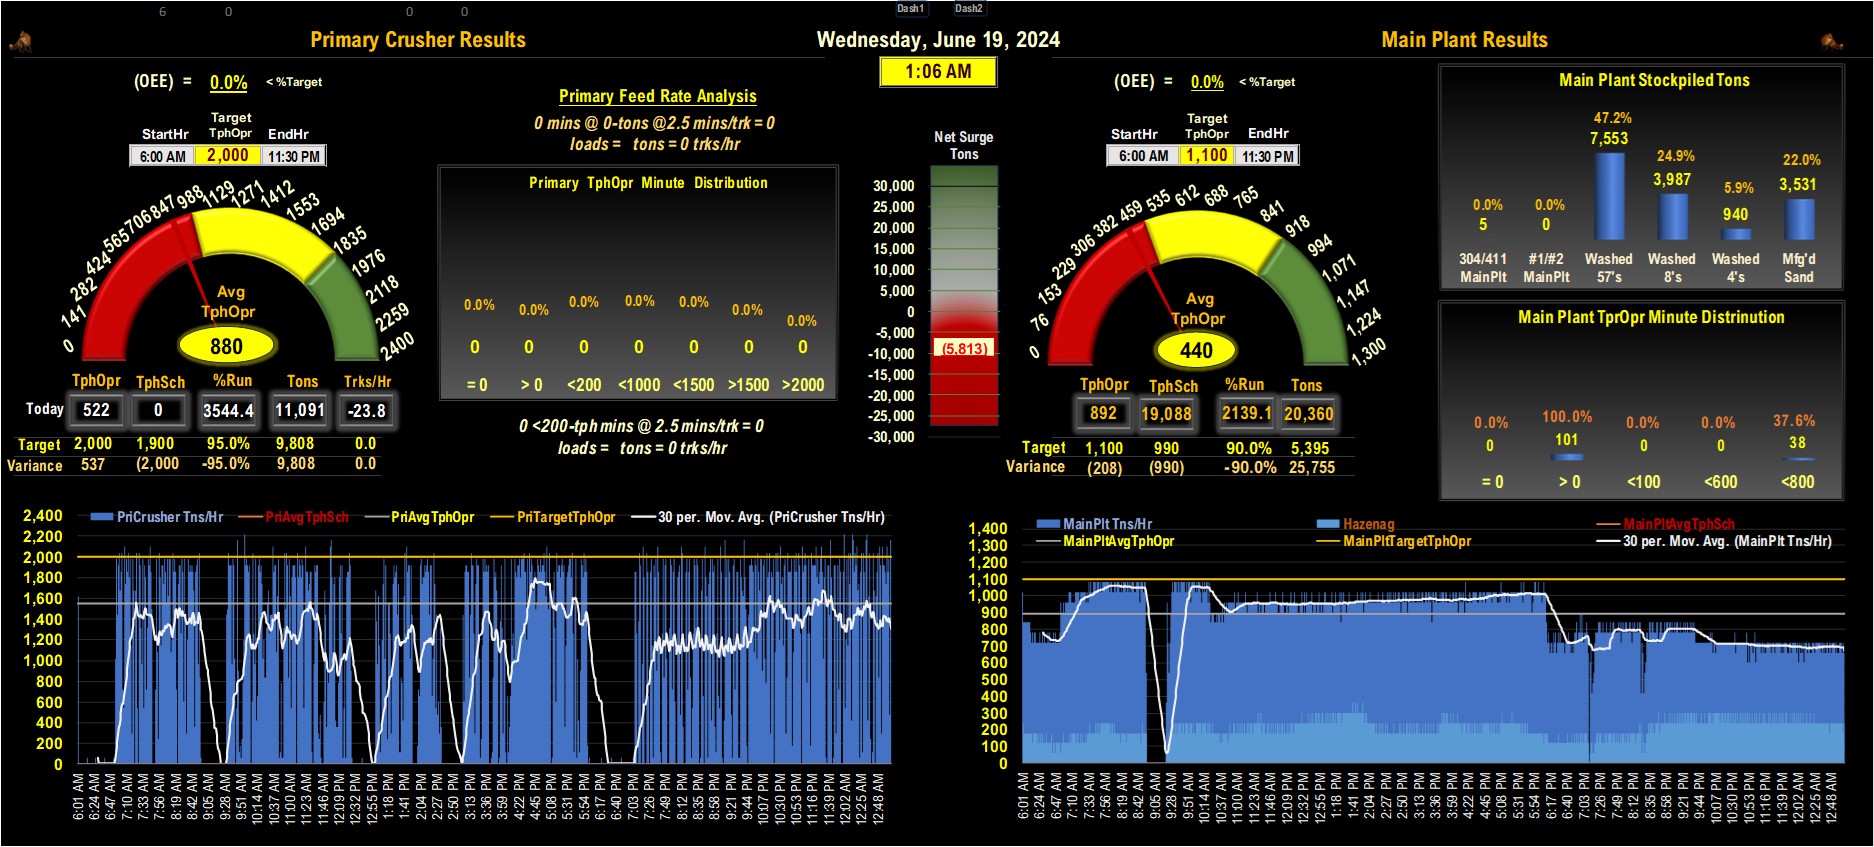 6 0 0 0 Dash1 Dash2
Primary Crusher Results
Wednesday, June 19, 2024
Main Plant Results
1:06 AM
(OEE) = 0.0% < %Target
StartHr Target TphOpr EndHr
6:00 AM 2,000 11:30 PM
0 141 282 424 565 706 847 988 1129 1271 1412 1553 1694 1835 1976 2118 2259 2400
Avg
TphOpr
880
TphOpr TphSch %Run Tons Trks/Hr
Today 522 0 3544.4 11,091 -23.8
Target 2,000 1,900 95.0% 9,808 0.0
Variance 537 (2,000 -95.0% 9,808 0.0
Primary Feed Rate Analysis
0 mins @ 0-tons @2.5 mins/trk = 0
loads = tons = 0 trks/hr
Primary TphOpr Minute Distribution
0.0% 0.0% 0.0% 0.0% 0.0% 0.0% 0.0%
0 0 0 0 0 0 0
= 0 > 0 <200 <1000 <1500 >1500 >2000
0 <200-tph mins @ 2.5 mins/trk = 0
loads = tons = 0 trks/hr
Net Surge
Tons
30,000
25,000
20,000
15,000
10,000
5,000
0
-5,000
(5,813)
-10,000
-15,000
-20,000
-25,000
-30,000
(OEE) = 0.0% < %Target
StartHr Target TphOpr EndHr
6:00 AM 1,100 11:30 PM
0 76 153 229 306 382 459 535 612 688 765 841 918 994 1,071 1,147 1,224 1,300
Avg
TphOpr
440
TphOpr TphSch %Run Tons
892 19,088 2139.1 20,360
Target 1,100 990 90.0% 5,395
Variance (208) (990) -90.0% 25,755
Main Plant Stockpiled Tons
0.0% 0.0% 47.2% 24.9% 5.9% 22.0%
5 0 7,553 3,987 940 3,531
304/411 #1/#2 Washed Washed Washed Mfg'd
MainPlt MainPlt 57's 8's 4's Sand
Main Plant TprOpr Minute Distrinution
0.0% 100.0% 0.0% 0.0% 37.6%
0 101 0 0 38
= 0 > 0 <100 <600 <800
PriCrusher Tns/Hr PriAvgTphSch PriAvgTphOpr PriTargetTphOpr 30 per. Mov. Avg. (PriCrusher Tns/Hr)
2,400
2,200
2,000
1,800
1,600
1,400
1,200
1,000
800
600
400
200
0
6:01 AM 6:24 AM 6:47 AM 7:10 AM 7:33 AM 7:56 AM 8:19 AM 8:42 AM 9:05 AM 9:28 AM 9:51 AM 10:14 AM 10:37 AM 11:00 AM 11:23 AM 11:46 AM 12:09 PM 12:32 PM 12:55 PM 1:18 PM 1:41 PM 2:04 PM 2:27 PM 2:50 PM 3:13 PM 3:36 PM 3:59 PM 4:22 PM 4:45 PM 5:08 PM 5:31 PM 5:54 PM 6:17 PM 6:40 PM 7:03 PM 7:26 PM 7:49 PM 8:12 PM 8:35 PM 8:58 PM 9:21 PM 9:44 PM 10:07 PM 10:30 PM 10:53 PM 11:16 PM 11:39 PM 12:02 AM 12:25 AM 12:48 AM
MainPlt Tns/Hr Hazenag MainPltAvgTphSch
MainPltAvgTphOpr MainPltTargetTphOpr 30 per. Mov. Avg. (MainPlt Tns/Hr)
1,400
1,300
1,200
1,100
1,000
900
800
700
600
500
400
300
200
100
0
6:01 AM 6:24 AM 6:47 AM 7:10 AM 7:33 AM 7:56 AM 8:19 AM 8:42 AM 9:05 AM 9:28 AM 9:51 AM 10:14 AM 10:37 AM 11:00 AM 11:23 AM 11:46 AM 12:09 PM 12:32 PM 12:55 PM 1:18 PM 1:41 PM 2:04 PM 2:27 PM 2:50 PM 3:13 PM 3:36 PM 3:59 PM 4:22 PM 4:45 PM 5:08 PM 5:31 PM 5:54 PM 6:17 PM 6:40 PM 7:03 PM 7:26 PM 7:49 PM 8:12 PM 8:35 PM 8:58 PM 9:21 PM 9:44 PM 10:07 PM 10:30 PM 10:53 PM 11:16 PM 11:39 PM 12:02 AM 12:25 AM 12:48 AM